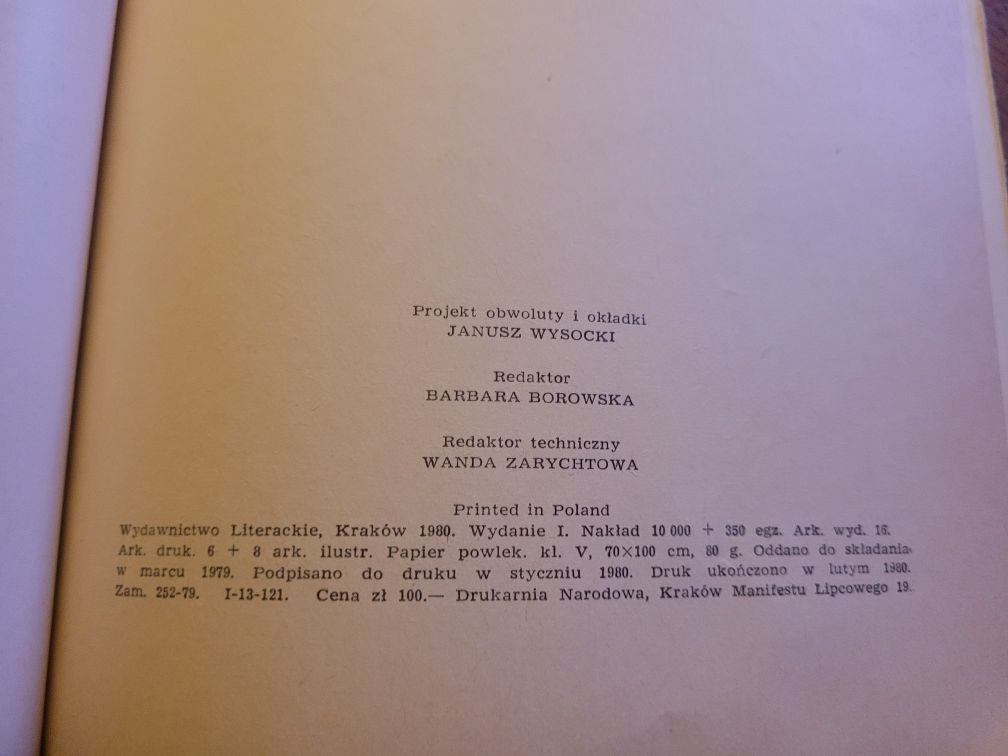 Projekt obwoluty i okładki
JANUSZ WYSOCKI
Redaktor
BARBARA BOROWSKA
Redaktor techniczny
WANDA ZARYCHTOWA
Printed in Poland
Wydawnictwo Literackie, Kraków 1980. Wydanie I. Nakład 10 000 + 350 egz. Ark. wyd. 16.
Ark. druk. 6 + 8 ark. ilustr. Papier powlek. kl. V, 70×100 cm, 80 g. Oddano do składania
w marcu 1979. Podpisano do druku w styczniu 1980. Druk ukończono w lutym 1980.
Zam. 252-79. I-13-121. Cena zł 100.— Drukarnia Narodowa, Kraków Manifestu Lipcowego 19.